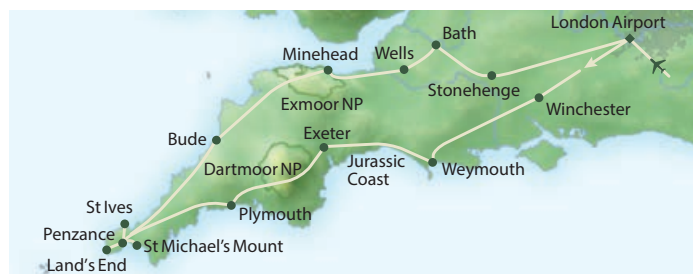 London Airport
Bath
Minehead
Wells
Stonehenge
Exmoor NP
Winchester
Exeter
Bude
Jurassic
Coast
Dartmoor NP
Weymouth
St Ives
Plymouth
Penzance
St Michael's Mount
Land's End